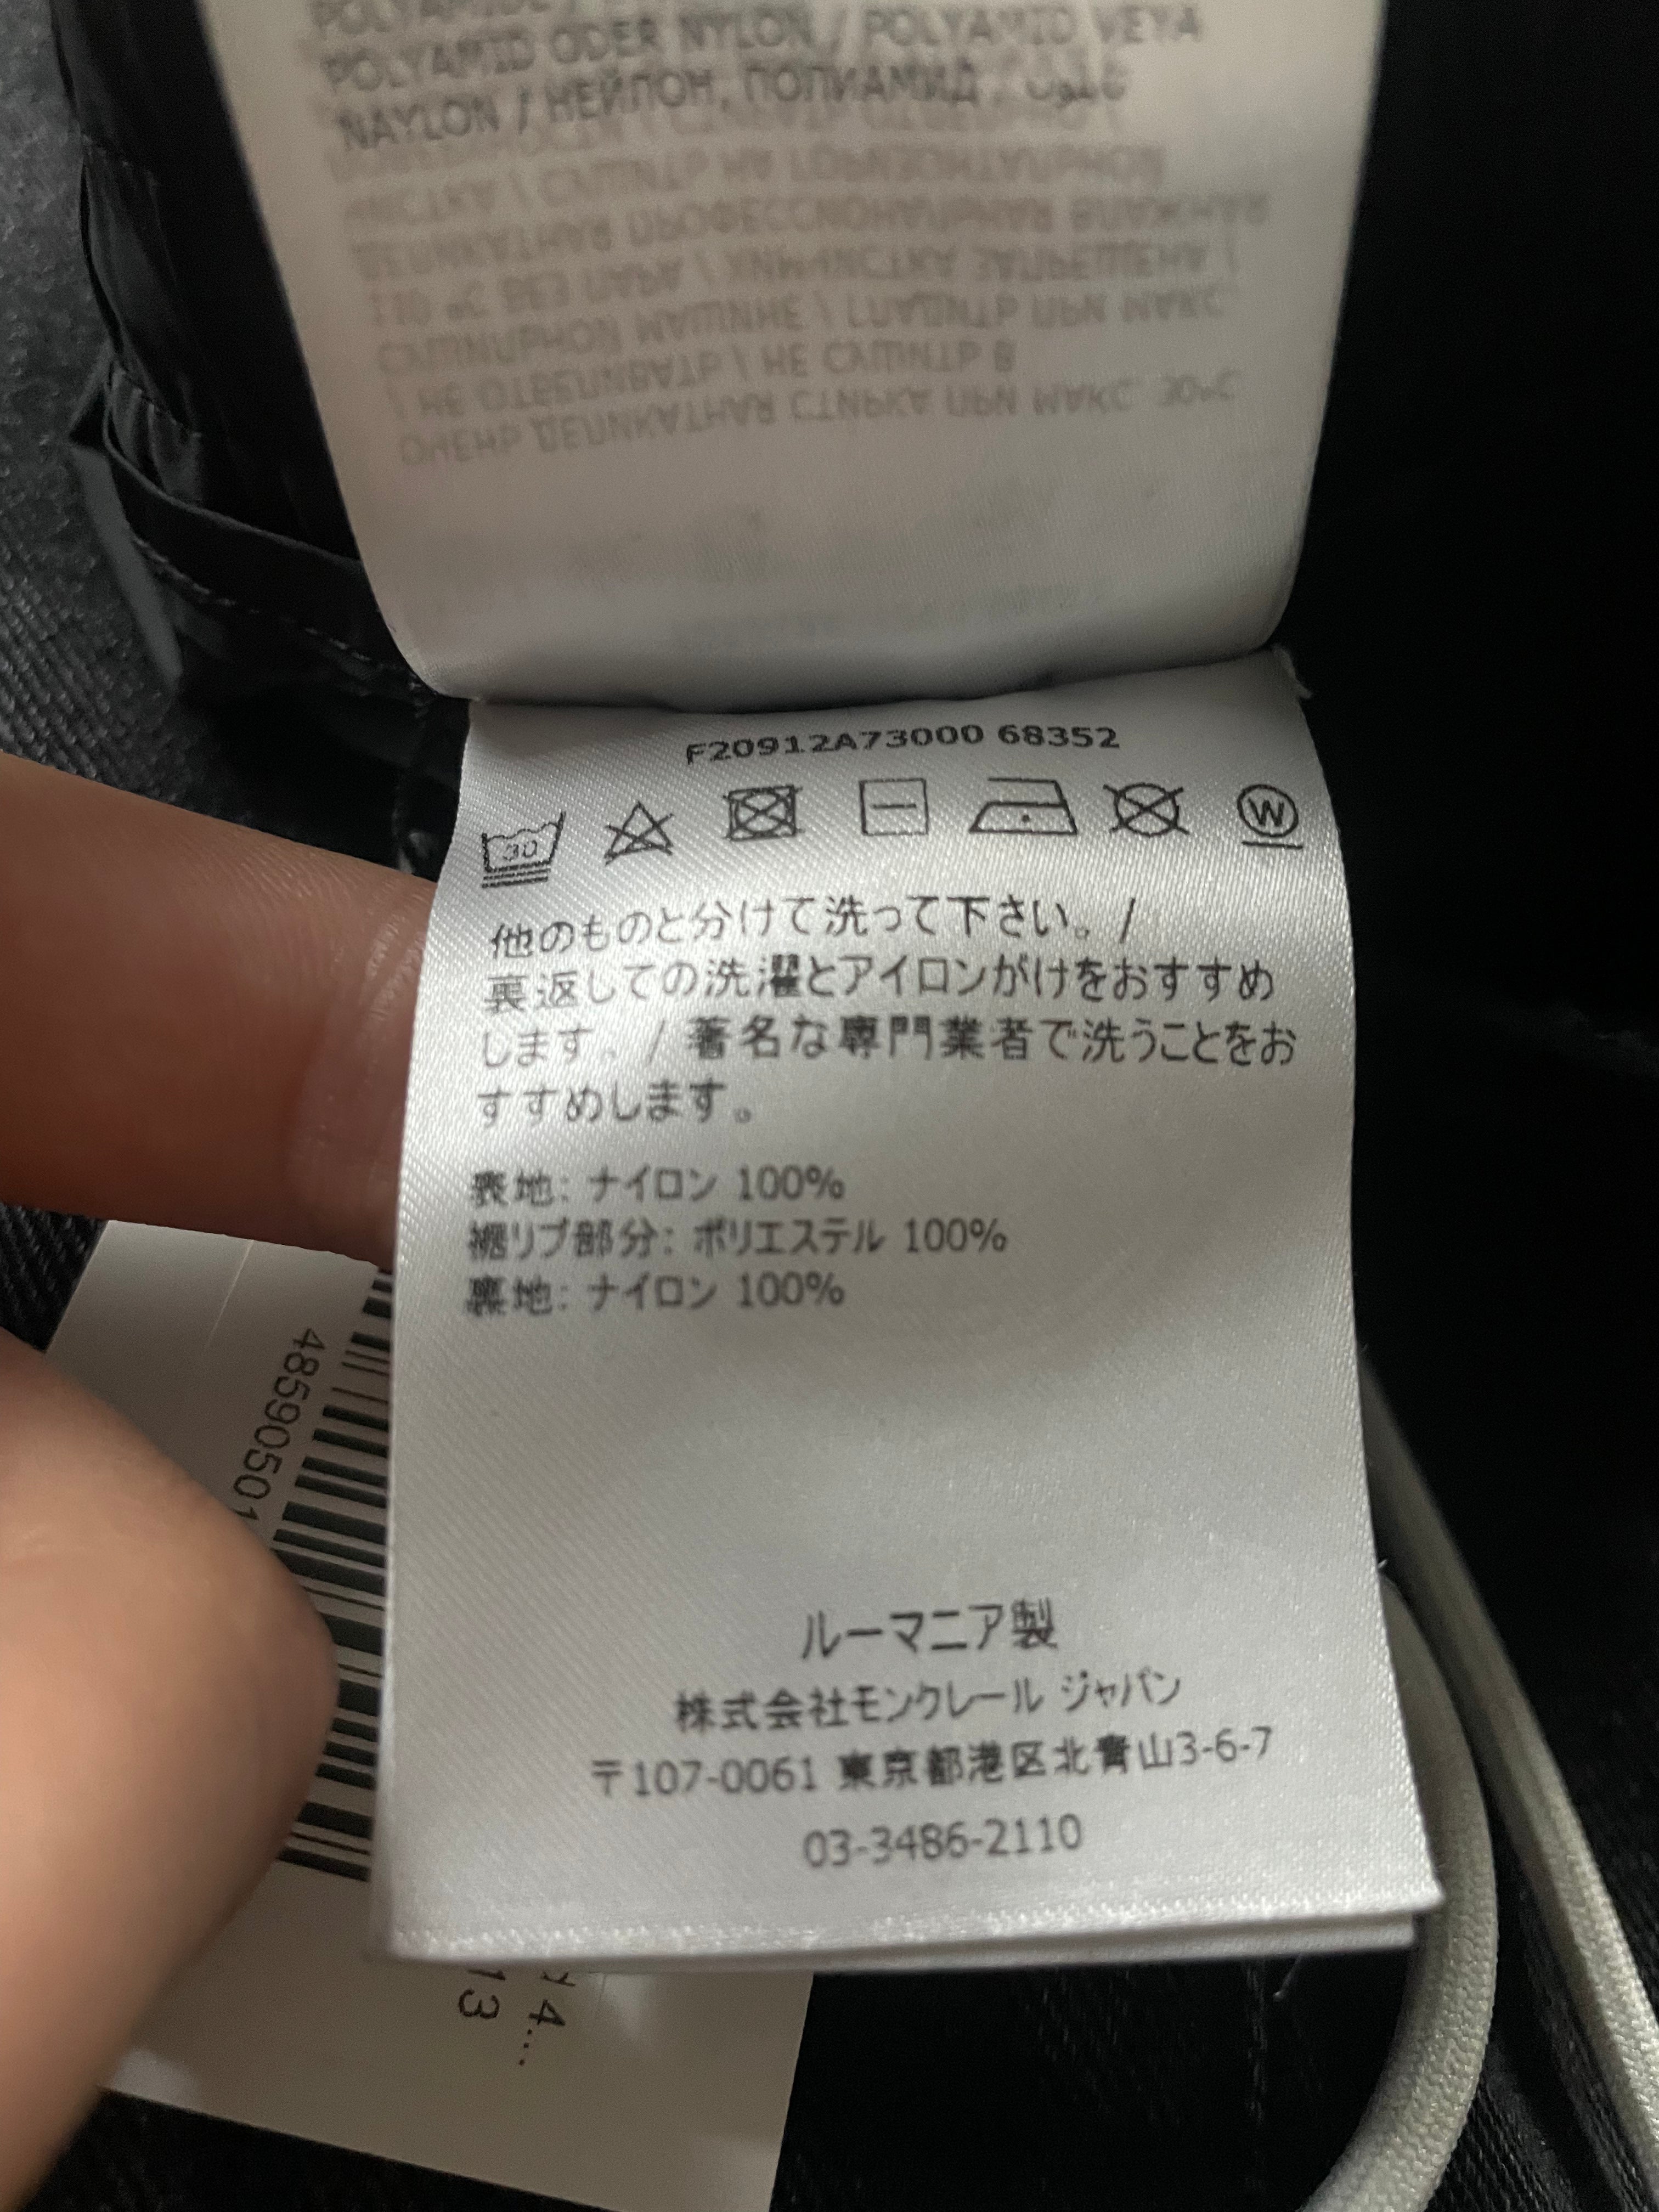 POLYAMID ODER NYLON / POLYAMID VEYA
NAYLON / НЕЙЛОН, ПОЛИАМИД , نايلون
F20912A73000 68352
30
W
他のものと分けて洗って下さい。/
裏返しての洗濯とアイロンがけをおすすめ
します。/ 著名な専門業者で洗うことをお
すすめします。
表地: ナイロン 100%
裾リブ部分: ポリエステル 100%
裏地: ナイロン 100%
ルーマニア製
株式会社モンクレール ジャパン
〒107-0061 東京都港区北青山3-6-7
03-3486-2110
48590501
4...
13